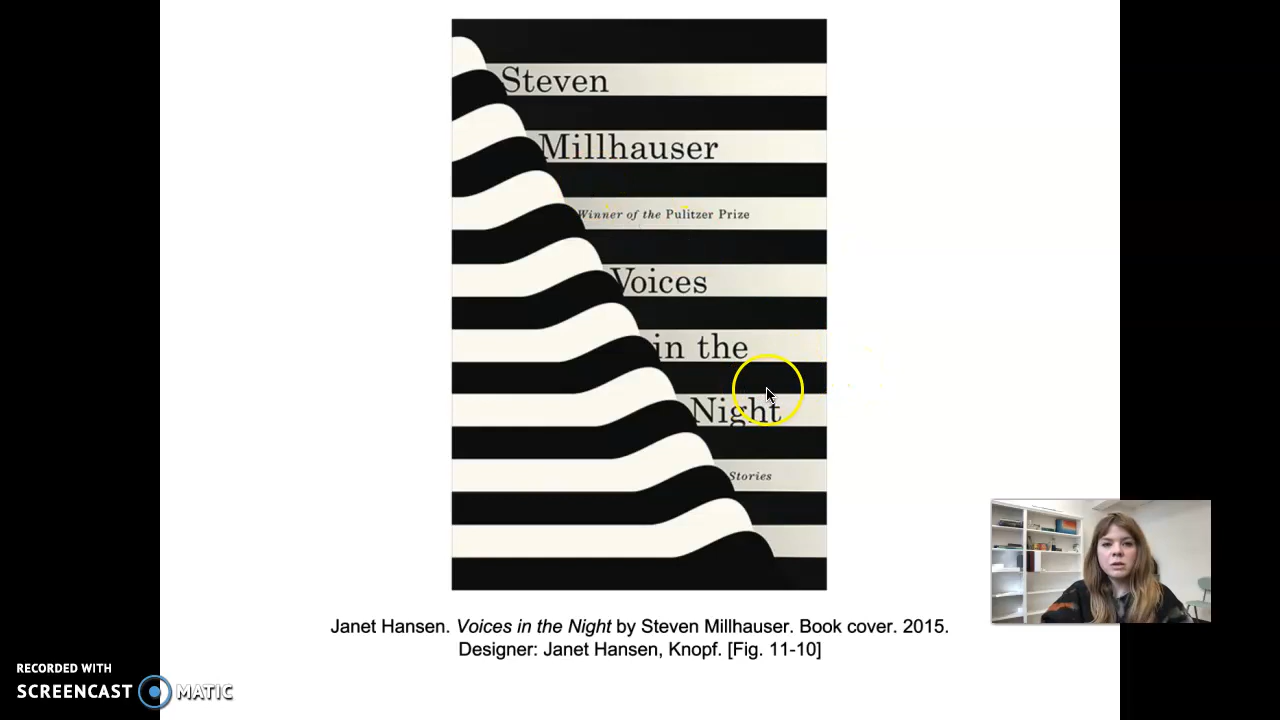 Steven
Millhauser
Winner of the Pulitzer Prize
Voices
in the
Night
Stories
Janet Hansen. Voices in the Night by Steven Millhauser. Book cover. 2015.
Designer: Janet Hansen, Knopf. [Fig. 11-10]
RECORDED WITH
SCREENCAST MATIC